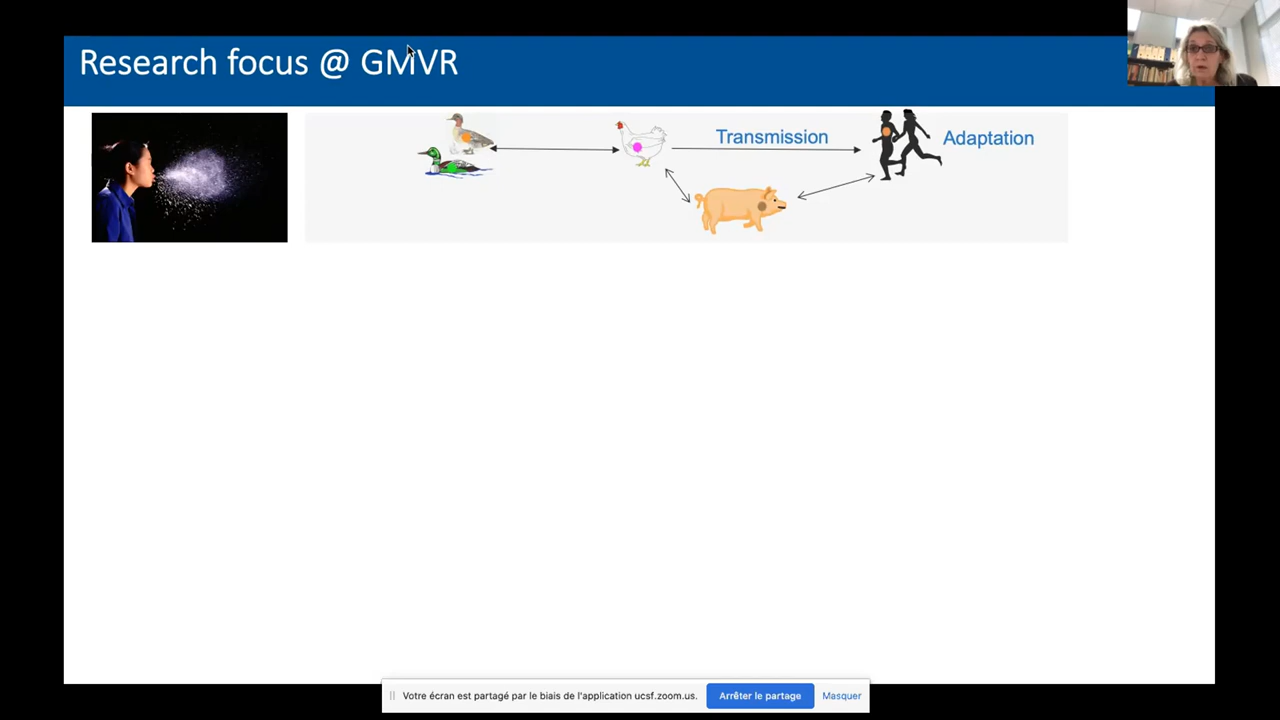 Research focus @ GMVR
Transmission
Adaptation
Votre écran est partagé par le biais de l'application ucsf.zoom.us.
Arrêter le partage
Masquer